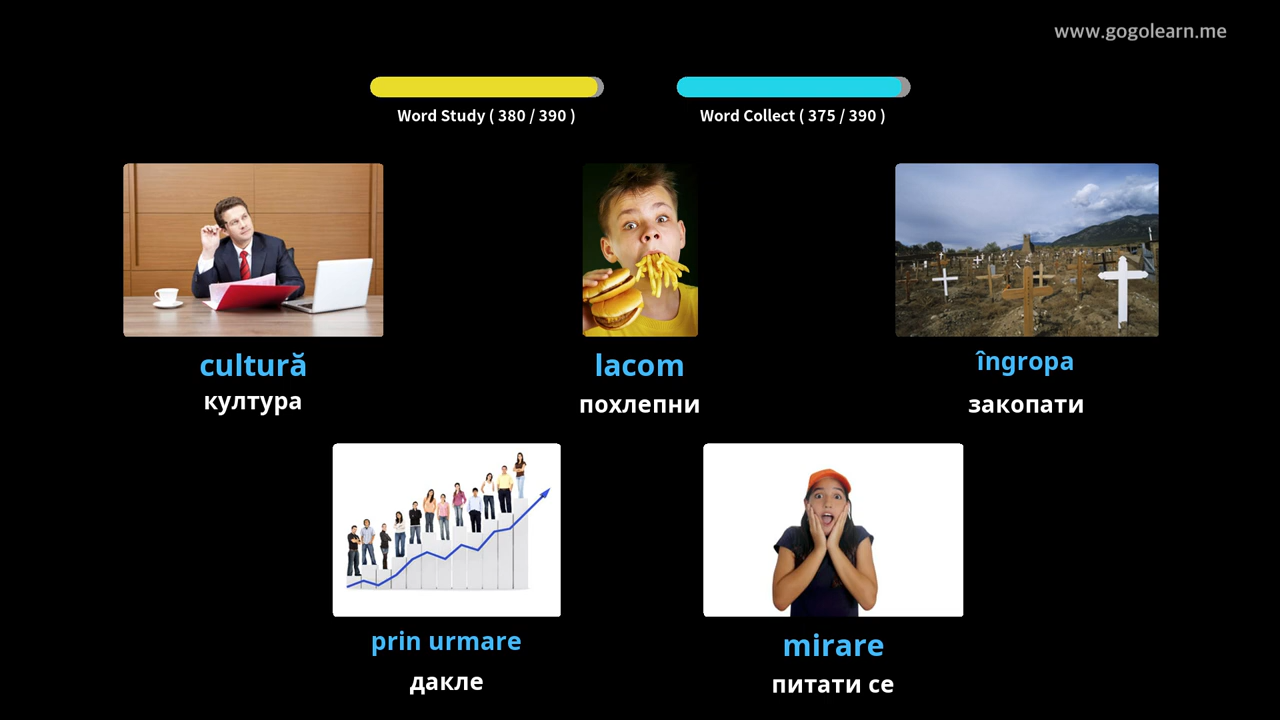 www.gogolearn.me
Word Study ( 380 / 390 )
Word Collect ( 375 / 390 )
cultură
култура
lacom
похлепни
îngropa
закопати
prin urmare
дакле
mirare
питати се